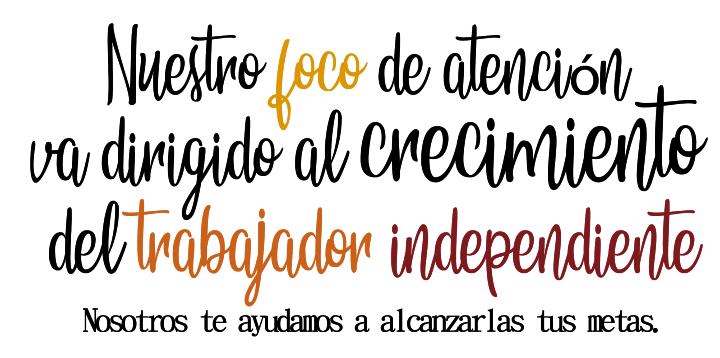 Nuestro foco de atención
va dirigido al crecimiento
del trabajador independiente
Nosotros te ayudamos a alcanzarlas tus metas.